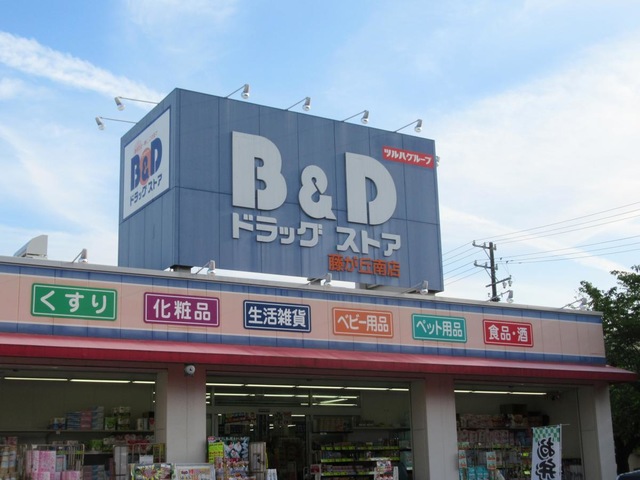 B&D
ドラッグ ストア
ツルハグループ
B&D
ドラッグ ストア
藤が丘南店
くすり
化粧品
生活雑貨
ベビー用品
ペット用品
食品・酒